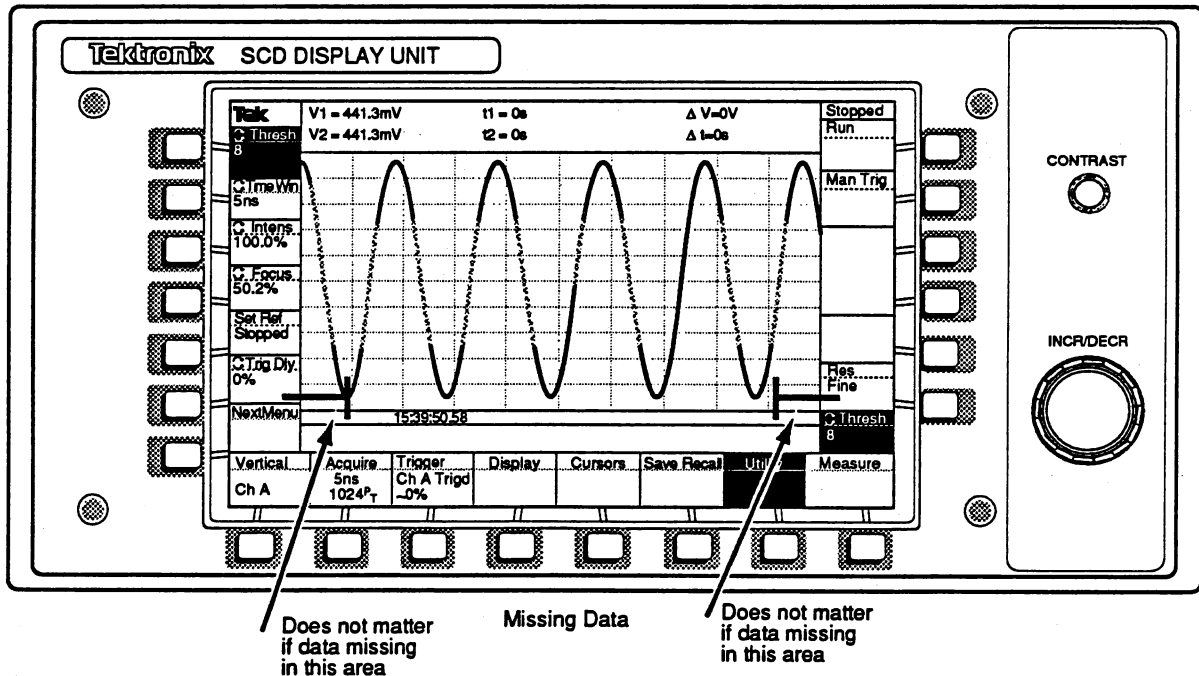 Tektronix SCD DISPLAY UNIT
Tek V1 = 441.3mV t1 = 0s Δ V=0V Stopped
V2 = 441.3mV t2 = 0s Δ t=0s Run
Thresh
8
Man Trig
Time Win
5ns
Intens
100.0%
Focus
50.2%
Set Ref
Stopped
Trig Dly.
0%
Res
Fine
NextMenu 15:39:50.58 Thresh
8
Vertical Acquire Trigger Display Cursors Save Recall Utility Measure
Ch A 5ns Ch A Trigd
1024PT ~0%
CONTRAST
INCR/DECR
Missing Data
Does not matter
if data missing
in this area
Does not matter
if data missing
in this area